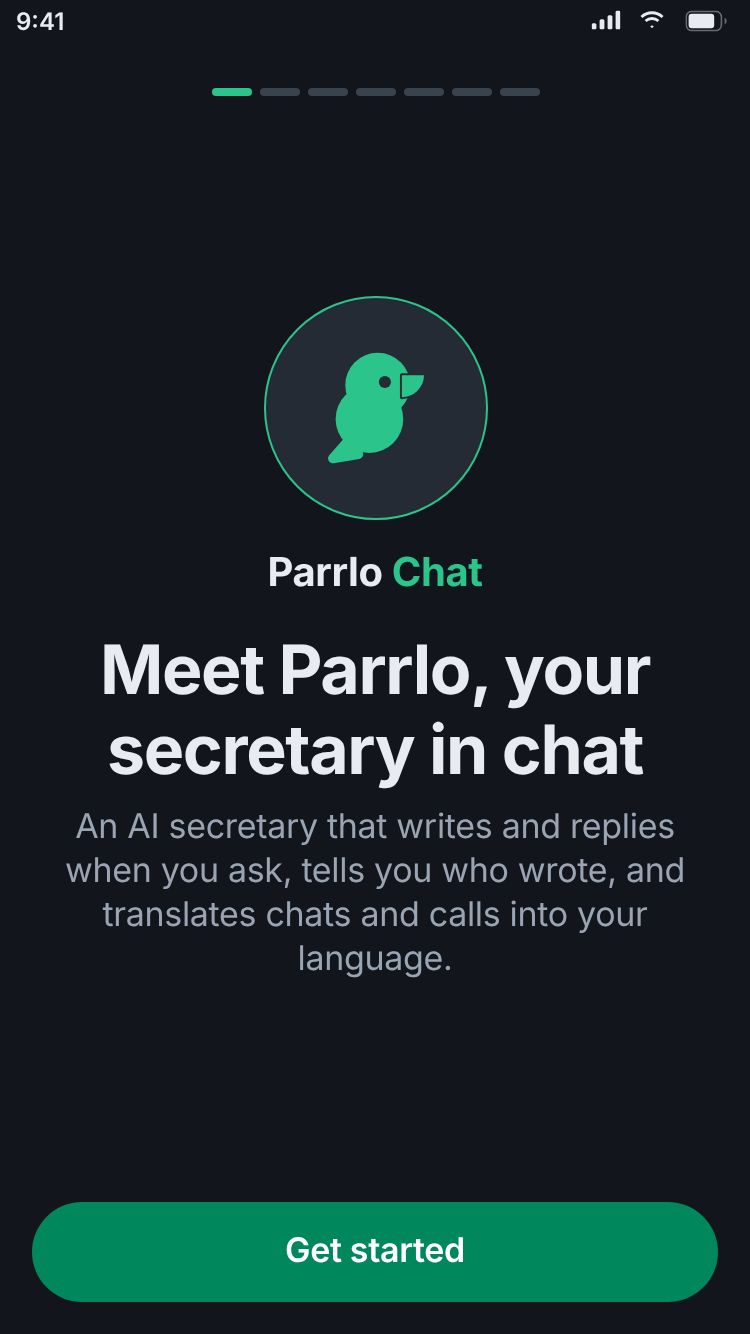 9:41
Parrlo Chat
Meet Parrlo, your
secretary in chat
An AI secretary that writes and replies
when you ask, tells you who wrote, and
translates chats and calls into your
language.
Get started